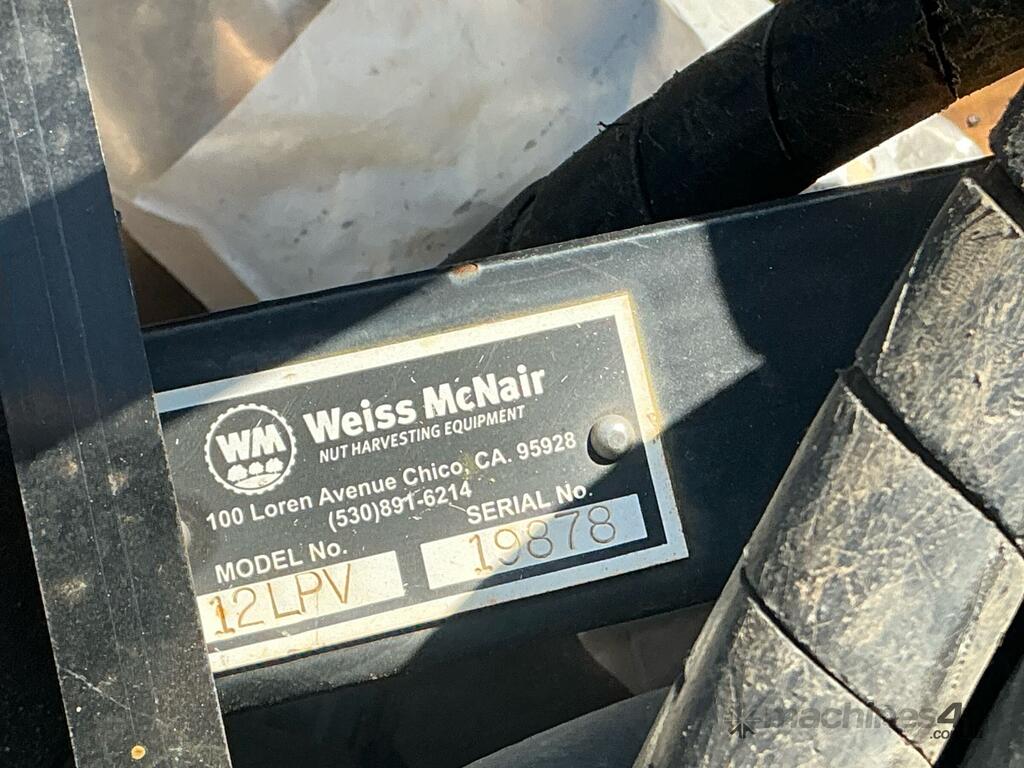 WM
Weiss McNair
NUT HARVESTING EQUIPMENT
100 Loren Avenue Chico, CA. 95928
(530)891-6214
MODEL No.
SERIAL No.
12LPV
19878
machines4